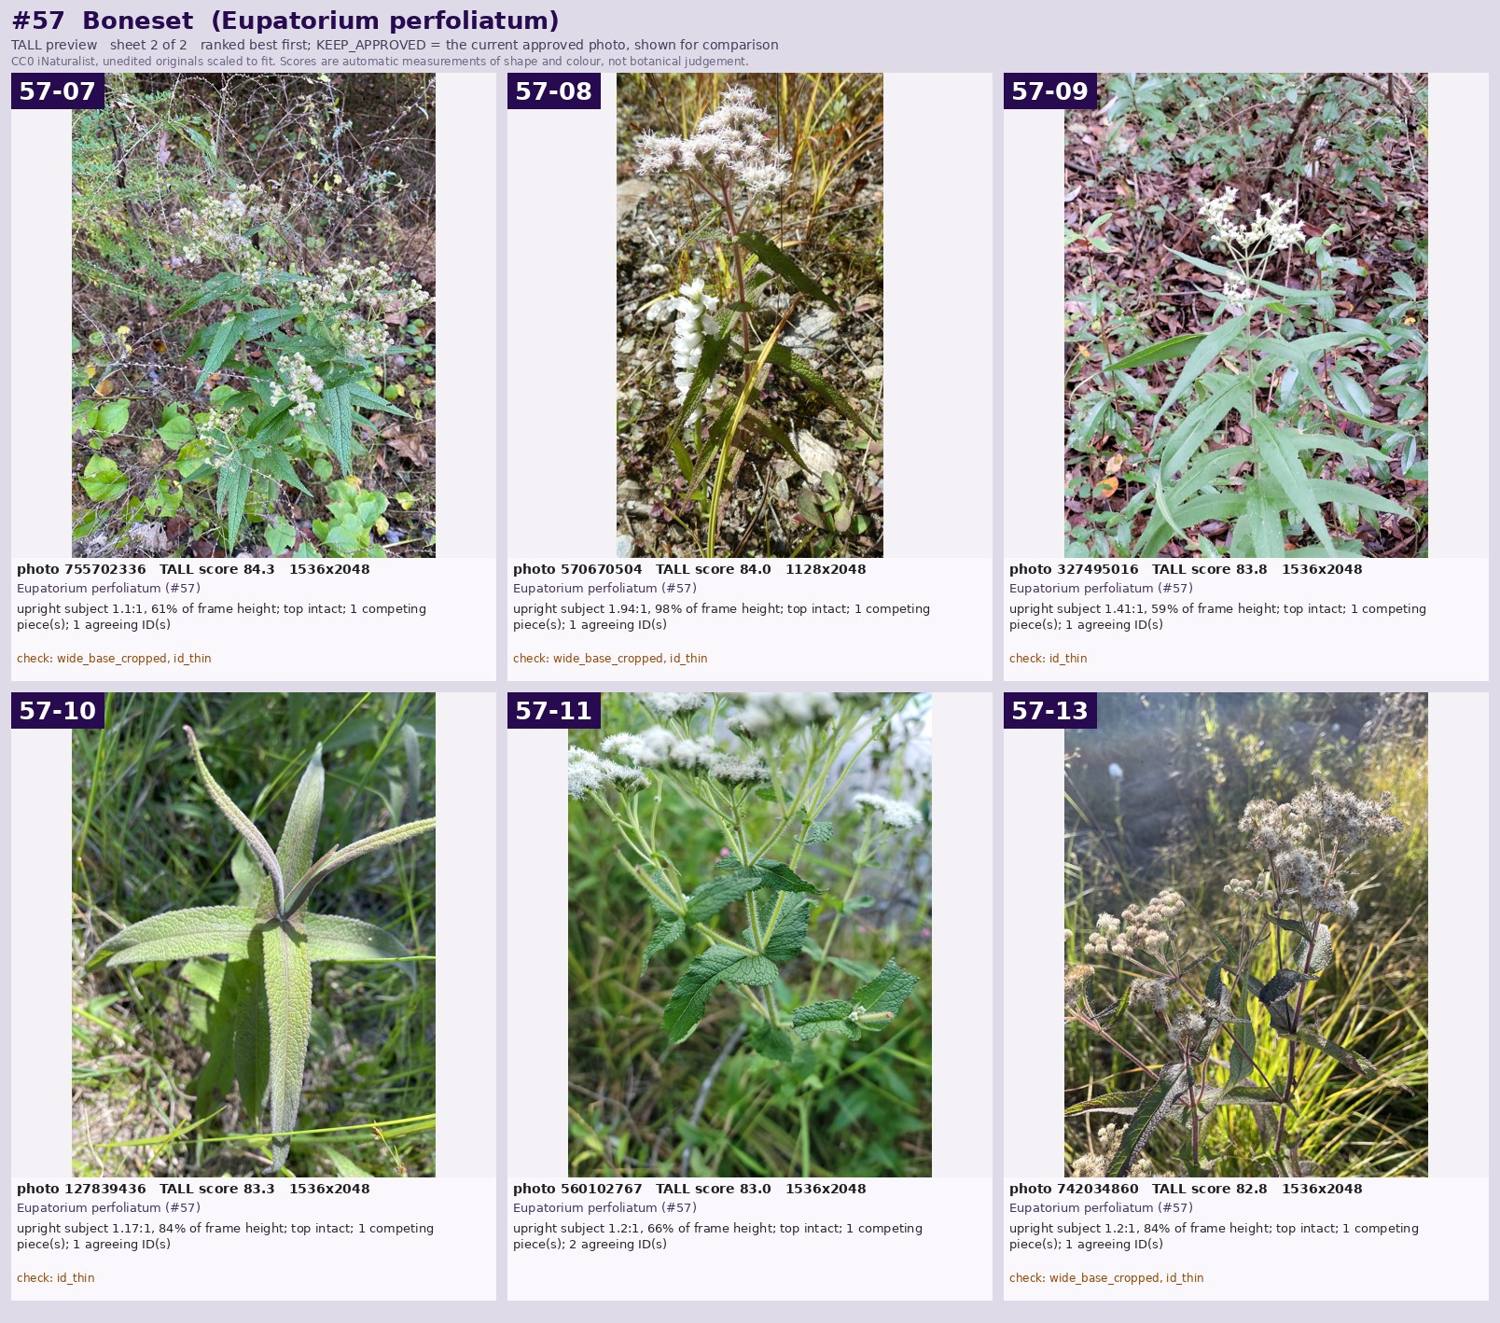 #57 Boneset (Eupatorium perfoliatum)
TALL preview sheet 2 of 2 ranked best first; KEEP_APPROVED = the current approved photo, shown for comparison
CC0 iNaturalist, unedited originals scaled to fit. Scores are automatic measurements of shape and colour, not botanical judgement.
57-07
photo 755702336 TALL score 84.3 1536x2048
Eupatorium perfoliatum (#57)
upright subject 1.1:1, 61% of frame height; top intact; 1 competing
piece(s); 1 agreeing ID(s)
check: wide_base_cropped, id_thin
57-08
photo 570670504 TALL score 84.0 1128x2048
Eupatorium perfoliatum (#57)
upright subject 1.94:1, 98% of frame height; top intact; 1 competing
piece(s); 1 agreeing ID(s)
check: wide_base_cropped, id_thin
57-09
photo 327495016 TALL score 83.8 1536x2048
Eupatorium perfoliatum (#57)
upright subject 1.41:1, 59% of frame height; top intact; 1 competing
piece(s); 1 agreeing ID(s)
check: id_thin
57-10
photo 127839436 TALL score 83.3 1536x2048
Eupatorium perfoliatum (#57)
upright subject 1.17:1, 84% of frame height; top intact; 1 competing
piece(s); 1 agreeing ID(s)
check: id_thin
57-11
photo 560102767 TALL score 83.0 1536x2048
Eupatorium perfoliatum (#57)
upright subject 1.2:1, 66% of frame height; top intact; 1 competing
piece(s); 2 agreeing ID(s)
57-13
photo 742034860 TALL score 82.8 1536x2048
Eupatorium perfoliatum (#57)
upright subject 1.2:1, 84% of frame height; top intact; 1 competing
piece(s); 1 agreeing ID(s)
check: wide_base_cropped, id_thin